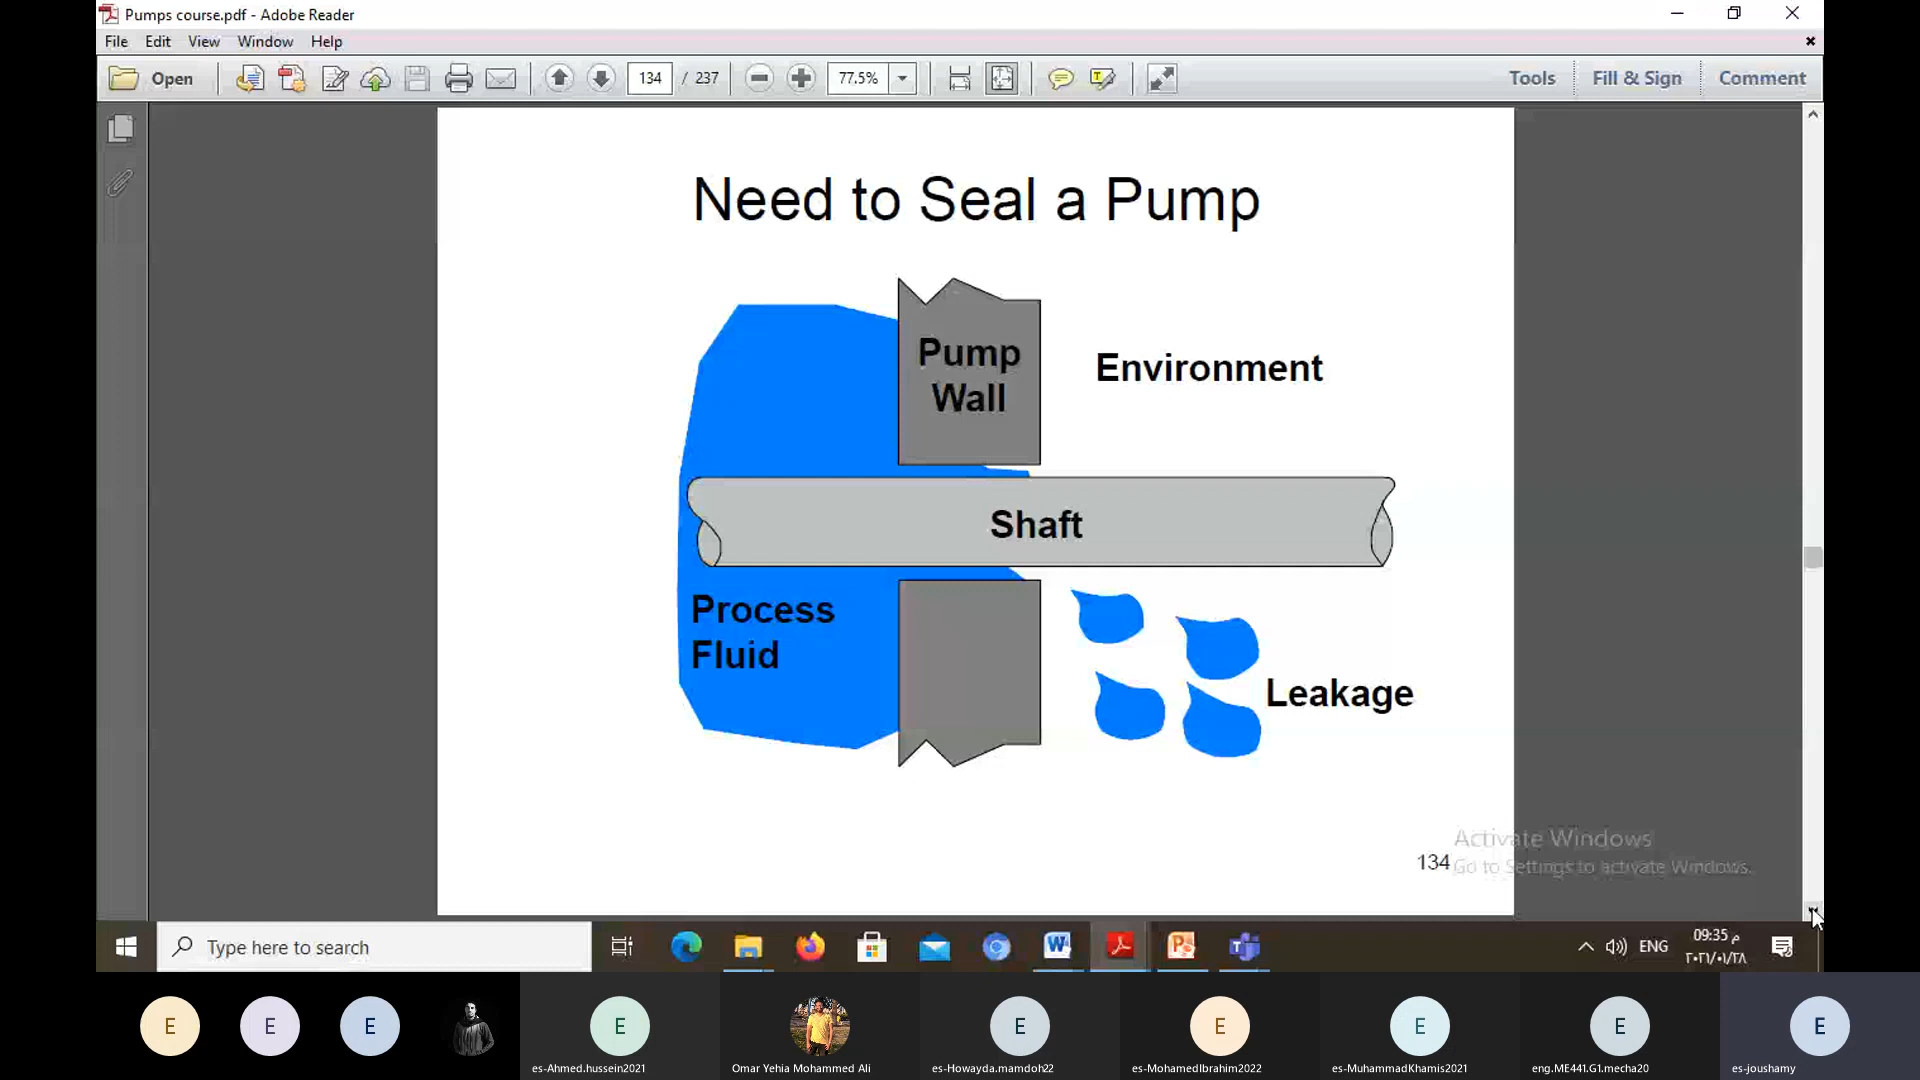 Pumps course.pdf - Adobe Reader
File Edit View Window Help
Open 134 / 237 77.5% Tools Fill & Sign Comment
Need to Seal a Pump
Pump
Wall
Environment
Shaft
Process
Fluid
Leakage
134
Activate Windows
Go to Settings to activate Windows.
Type here to search
ENG
09:35 م
٢٠٢١/٠١/٢٨
E E E E E E E E E
es-Ahmed.hussein2021 Omar Yehia Mohammed Ali es-Howayda.mamdoh22 es-MohamedIbrahim2022 es-MuhammadKhamis2021 eng.ME441.G1.mecha20 es-joushamy